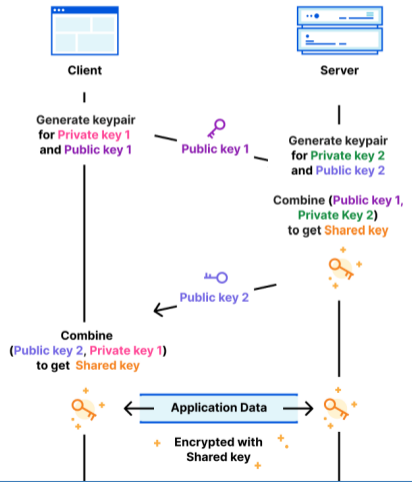 Client
Server
Generate keypair
for Private key 1
and Public key 1
Public key 1
Generate keypair
for Private key 2
and Public key 2
Combine (Public key 1,
Private Key 2)
to get Shared key
Public key 2
Combine
(Public key 2, Private key 1)
to get Shared key
Application Data
Encrypted with
Shared key